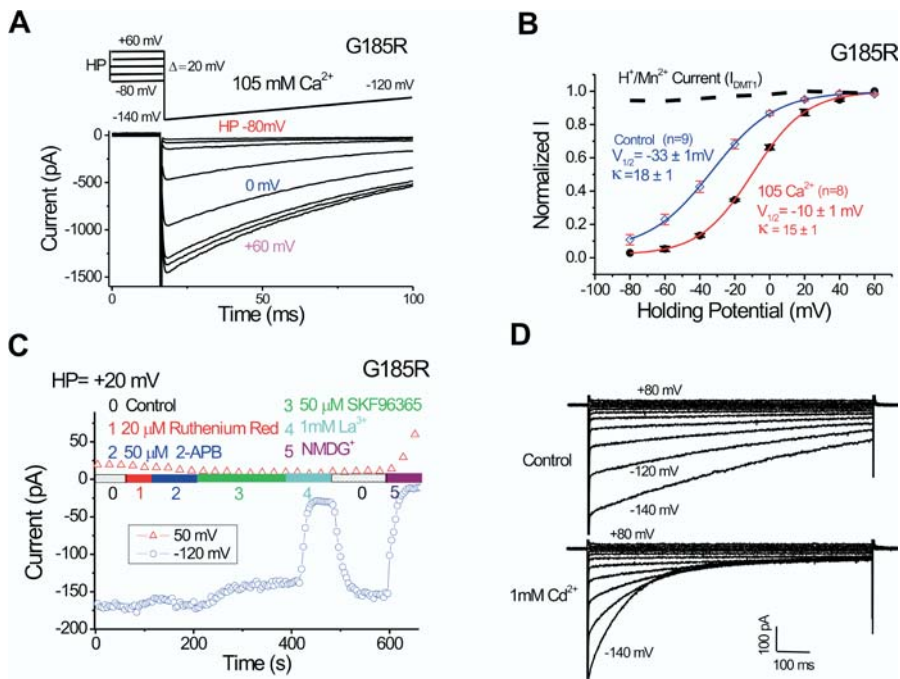 A
G185R
+60 mV
HP
Δ = 20 mV
-80 mV
105 mM Ca²⁺
-120 mV
-140 mV
HP -80mV
0 mV
+60 mV
0
-500
-1000
-1500
Current (pA)
0
50
100
Time (ms)
B
G185R
H⁺/Mn²⁺ Current (I_DMT1)
Control (n=9)
V₁/₂= -33 ± 1mV
κ =18 ± 1
105 Ca²⁺ (n=8)
V₁/₂= -10 ± 1 mV
κ = 15 ± 1
1.0
0.8
0.6
0.4
0.2
0.0
Normalized I
-100 -80 -60 -40 -20 0 20 40 60
Holding Potential (mV)
C
HP= +20 mV
G185R
0 Control
1 20 μM Ruthenium Red
2 50 μM 2-APB
3 50 μM SKF96365
4 1mM La³⁺
5 NMDG⁺
0 1 2 3 4 0 5
50 mV
-120 mV
50
0
-50
-100
-150
-200
Current (pA)
0 200 400 600
Time (s)
D
+80 mV
Control
-120 mV
-140 mV
+80 mV
1mM Cd²⁺
-140 mV
100 pA
100 ms